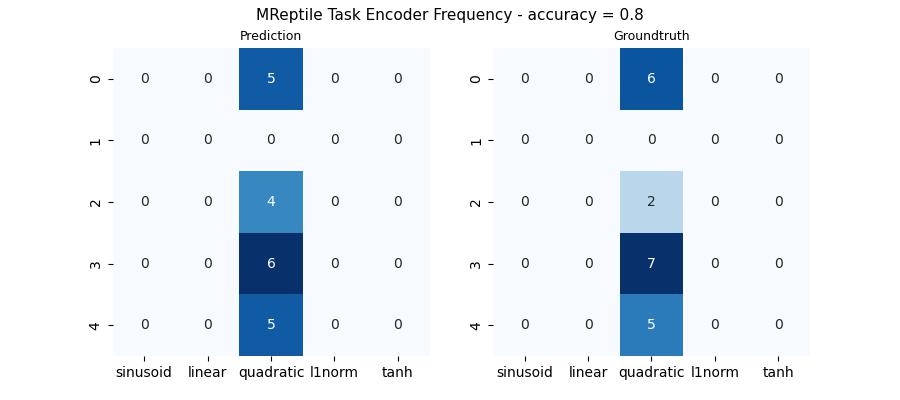 MReptile Task Encoder Frequency - accuracy = 0.8
Prediction Groundtruth
0 0 0 5 0 0 0 0 0 6 0 0
1 0 0 0 0 0 1 0 0 0 0 0
2 0 0 4 0 0 2 0 0 2 0 0
3 0 0 6 0 0 3 0 0 7 0 0
4 0 0 5 0 0 4 0 0 5 0 0
sinusoid linear quadratic l1norm tanh sinusoid linear quadratic l1norm tanh